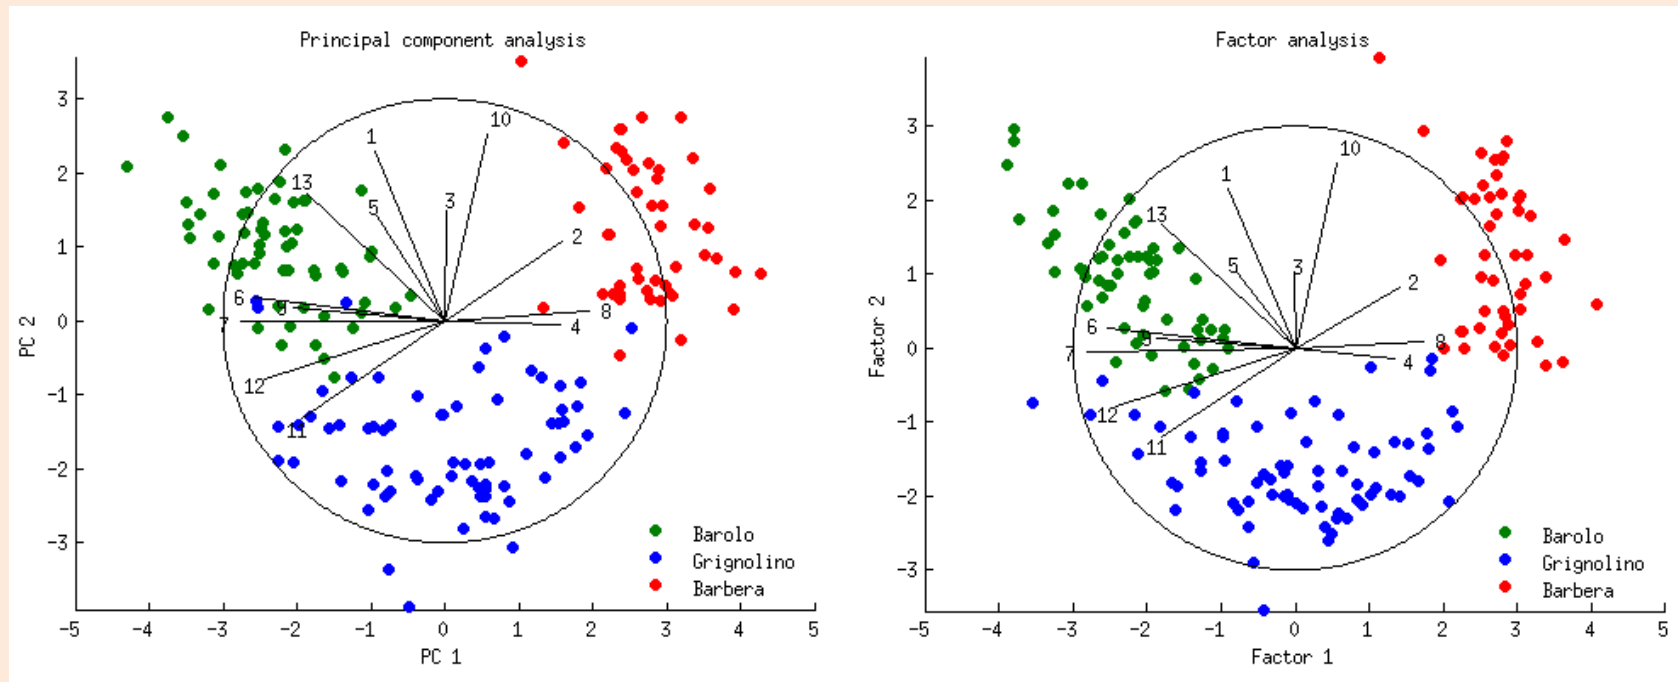 Principal component analysis
3
2
1
0
-1
-2
-3
PC 2
-5 -4 -3 -2 -1 0 1 2 3 4 5
PC 1
1
10
13
5
3
2
6
9
7
8
4
12
11
Barolo
Grignolino
Barbera
Factor analysis
3
2
1
0
-1
-2
-3
Factor 2
-5 -4 -3 -2 -1 0 1 2 3 4 5
Factor 1
10
1
13
5
3
2
6
9
7
8
4
12
11
Barolo
Grignolino
Barbera